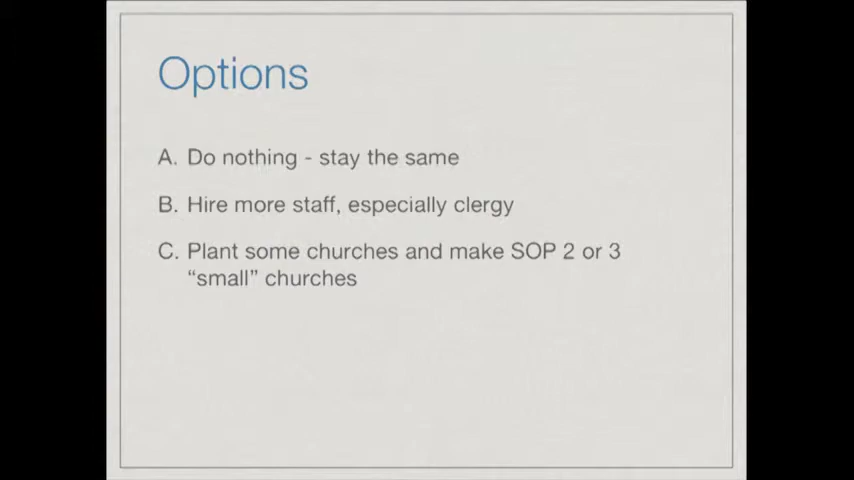 Options
A. Do nothing - stay the same
B. Hire more staff, especially clergy
C. Plant some churches and make SOP 2 or 3
“small” churches